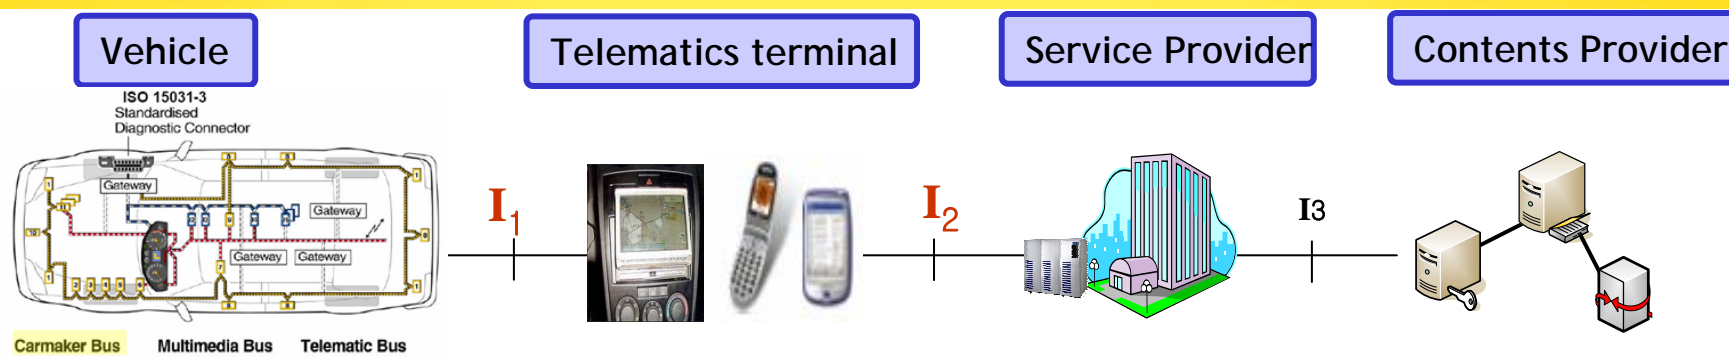 Vehicle
Telematics terminal
Service Provider
Contents Provider
ISO 15031-3
Standardised
Diagnostic Connector
Gateway
Gateway
Gateway
Gateway
I1
I2
I3
Carmaker Bus
Multimedia Bus
Telematic Bus